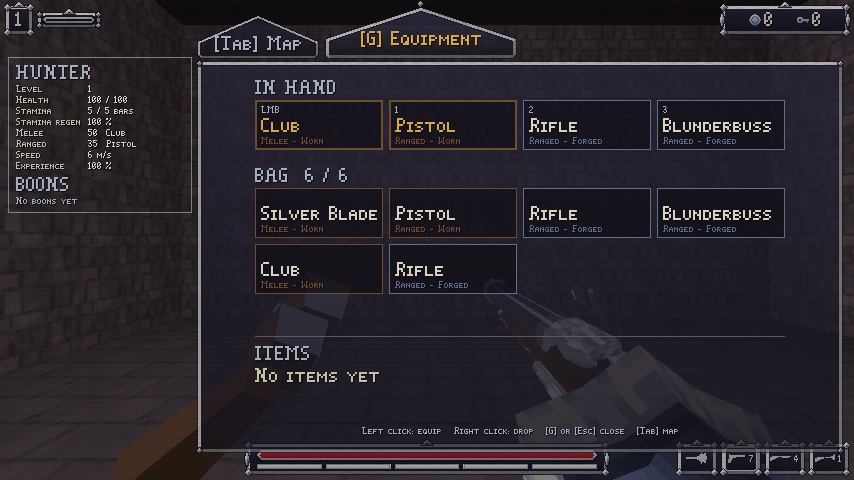 1
[Tab] Map
[G] Equipment
0 0
Hunter
Level 1
Health 100 / 100
Stamina 5 / 5 bars
Stamina regen 100 %
Melee 50 Club
Ranged 35 Pistol
Speed 6 m/s
Experience 100 %
Boons
No boons yet
In Hand
LMB 1 2 3
Club Pistol Rifle Blunderbuss
Melee - Worn Ranged - Worn Ranged - Forged Ranged - Forged
Bag 6 / 6
Silver Blade Pistol Rifle Blunderbuss
Melee - Worn Ranged - Worn Ranged - Forged Ranged - Forged
Club Rifle
Melee - Worn Ranged - Forged
Items
No items yet
Left click: equip Right click: drop [G] or [Esc] close [Tab] map
7 4 1